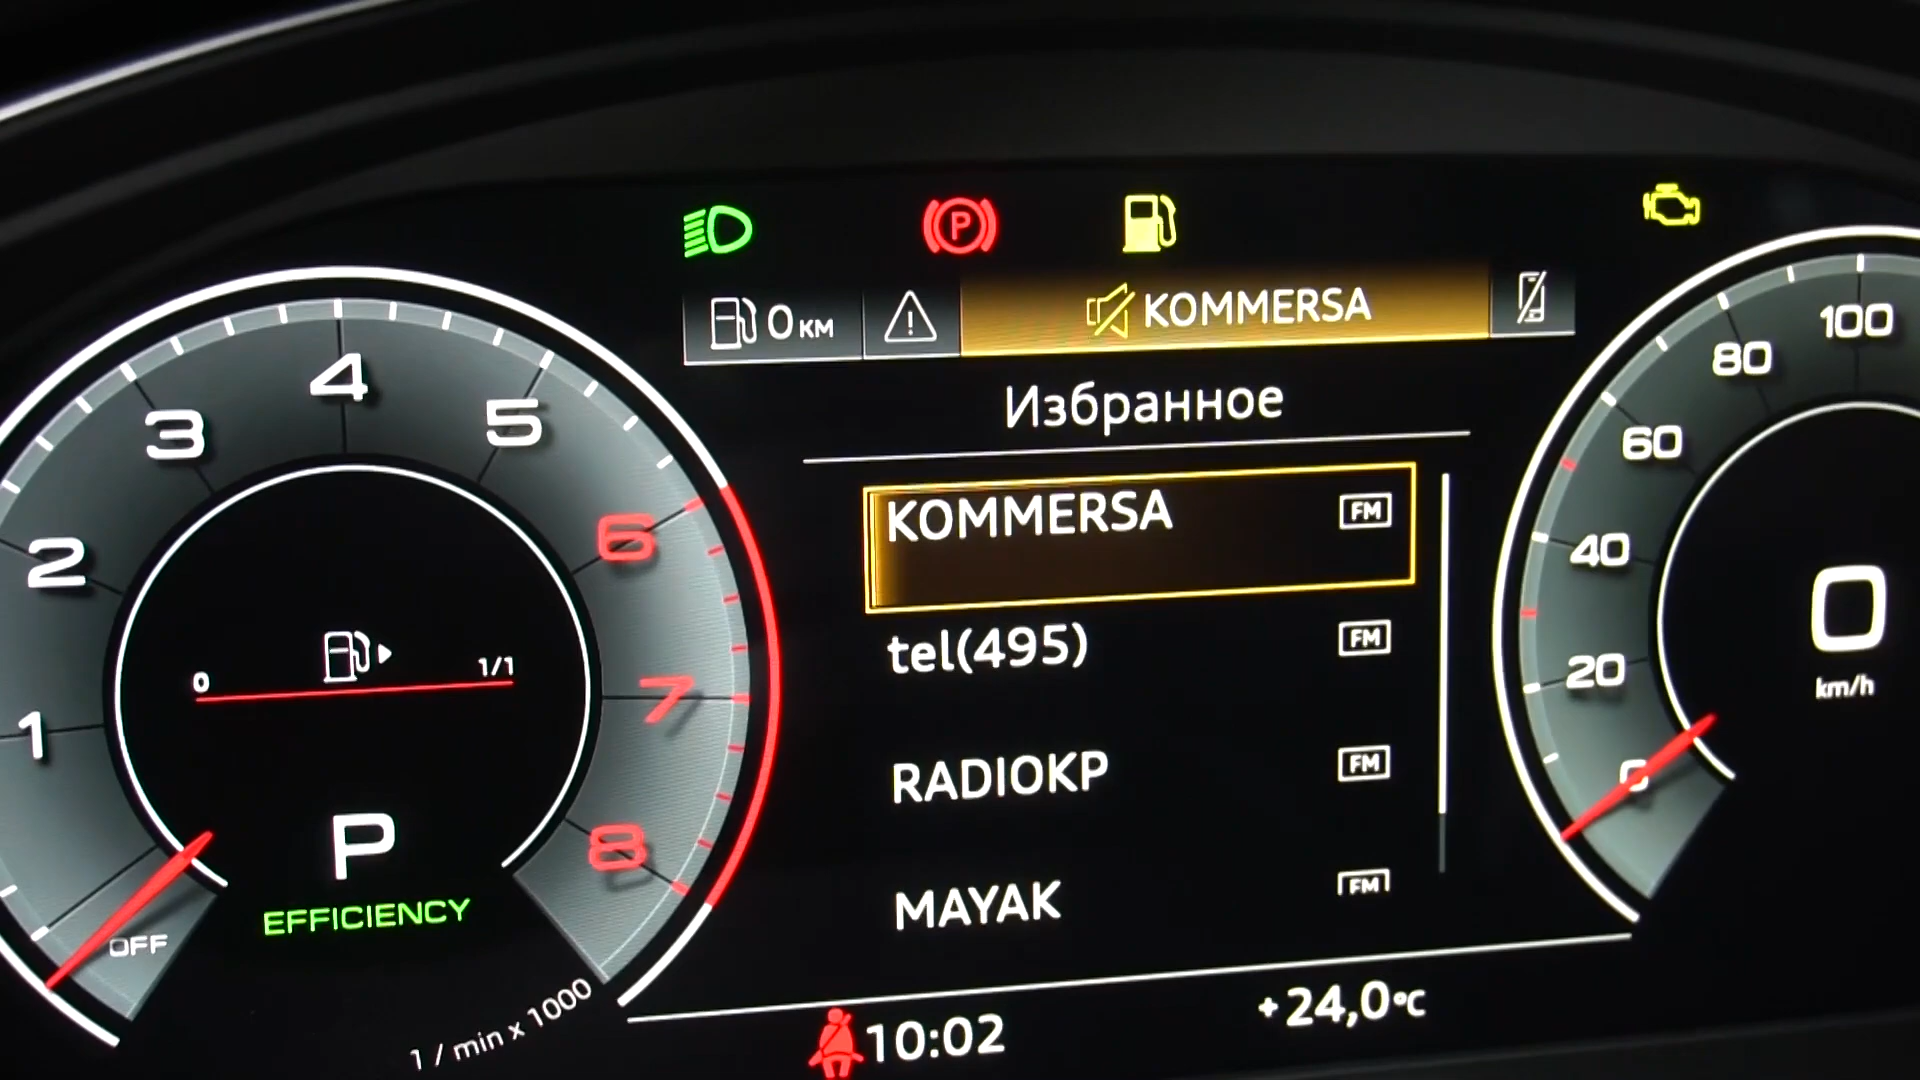 0 км
KOMMERSA
Избранное
KOMMERSA FM
tel(495) FM
RADIOKP FM
MAYAK FM
10:02
+24,0°C
1
2
3
4
5
6
7
8
OFF
0 1/1
P
EFFICIENCY
1 / min x 1000
0
20
40
60
80
100
0
km/h
P